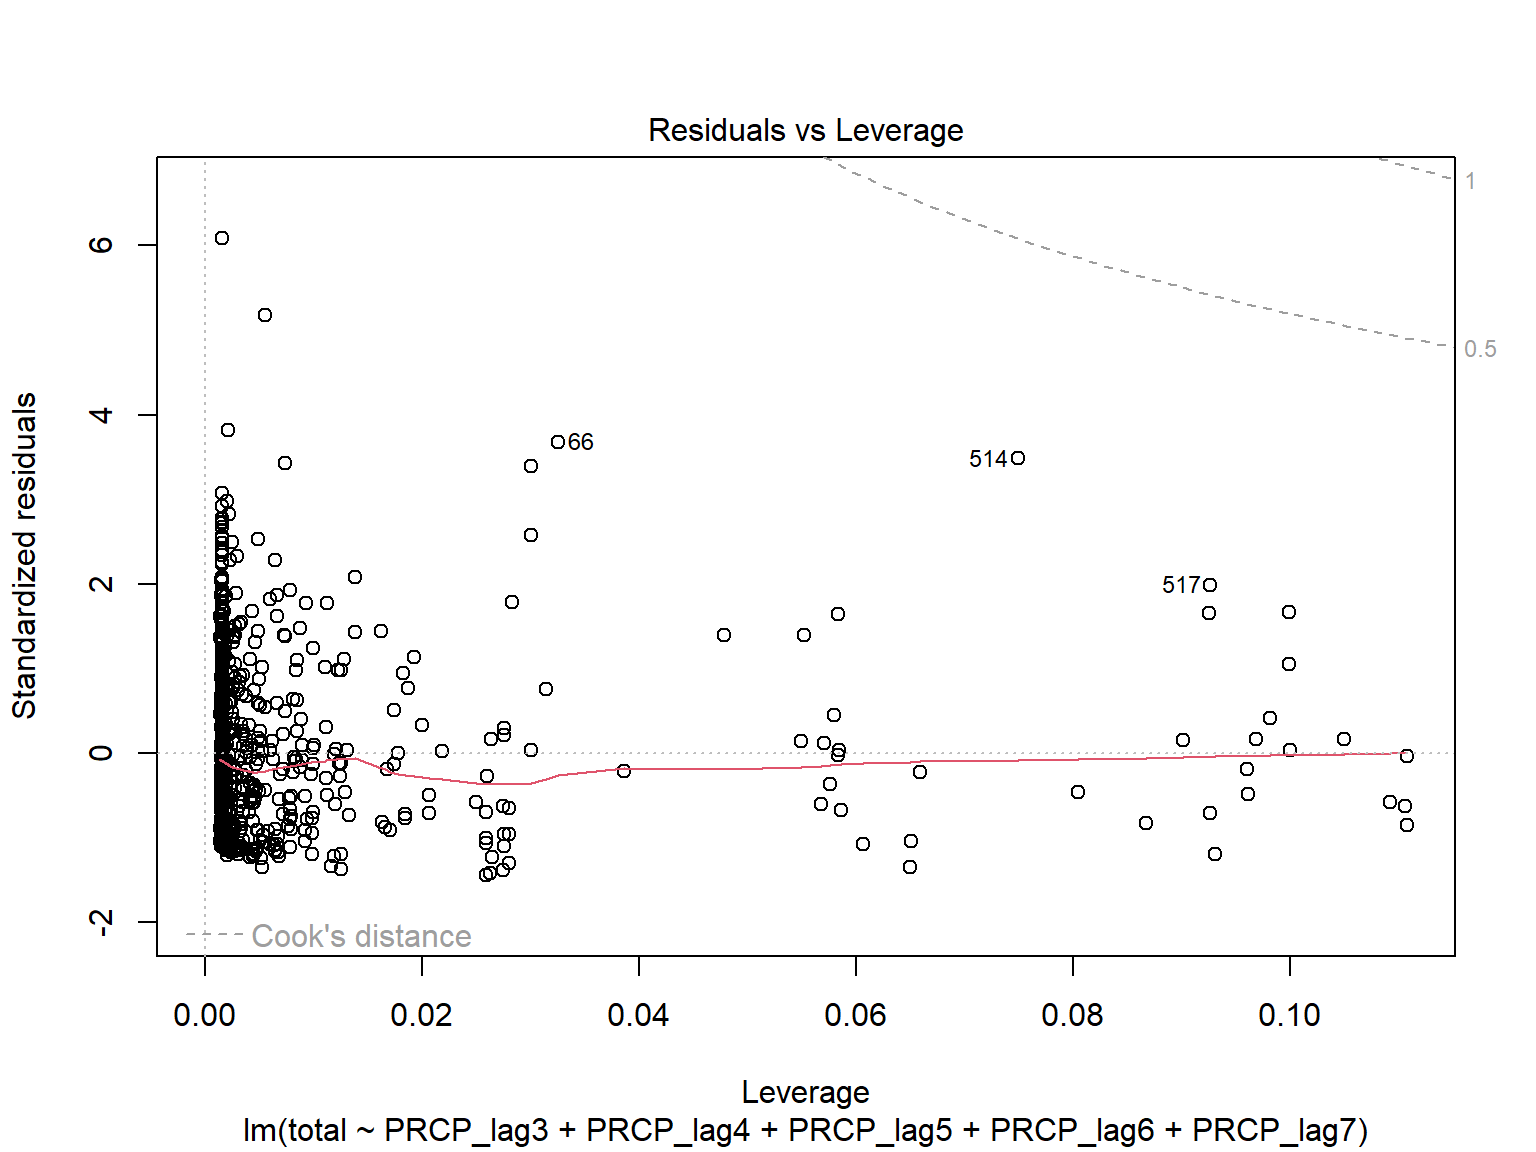 Residuals vs Leverage
1
0.5
66
514
517
Standardized residuals
6
4
2
0
-2
Cook's distance
0.00 0.02 0.04 0.06 0.08 0.10
Leverage
lm(total ~ PRCP_lag3 + PRCP_lag4 + PRCP_lag5 + PRCP_lag6 + PRCP_lag7)